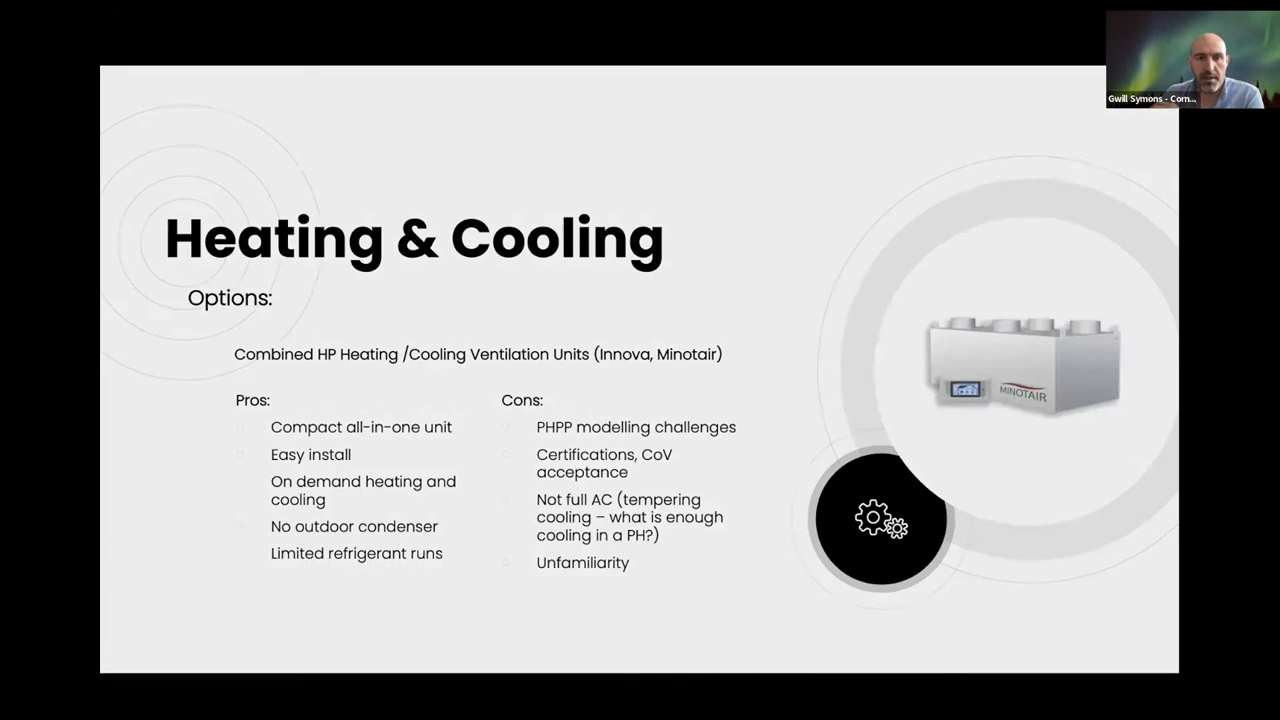 Gwill Symons - Com...
Heating & Cooling
Options:
Combined HP Heating /Cooling Ventilation Units (Innova, Minotair)
Pros:
Compact all-in-one unit
Easy install
On demand heating and
cooling
No outdoor condenser
Limited refrigerant runs
Cons:
PHPP modelling challenges
Certifications, CoV
acceptance
Not full AC (tempering
cooling – what is enough
cooling in a PH?)
Unfamiliarity
MINOTAIR